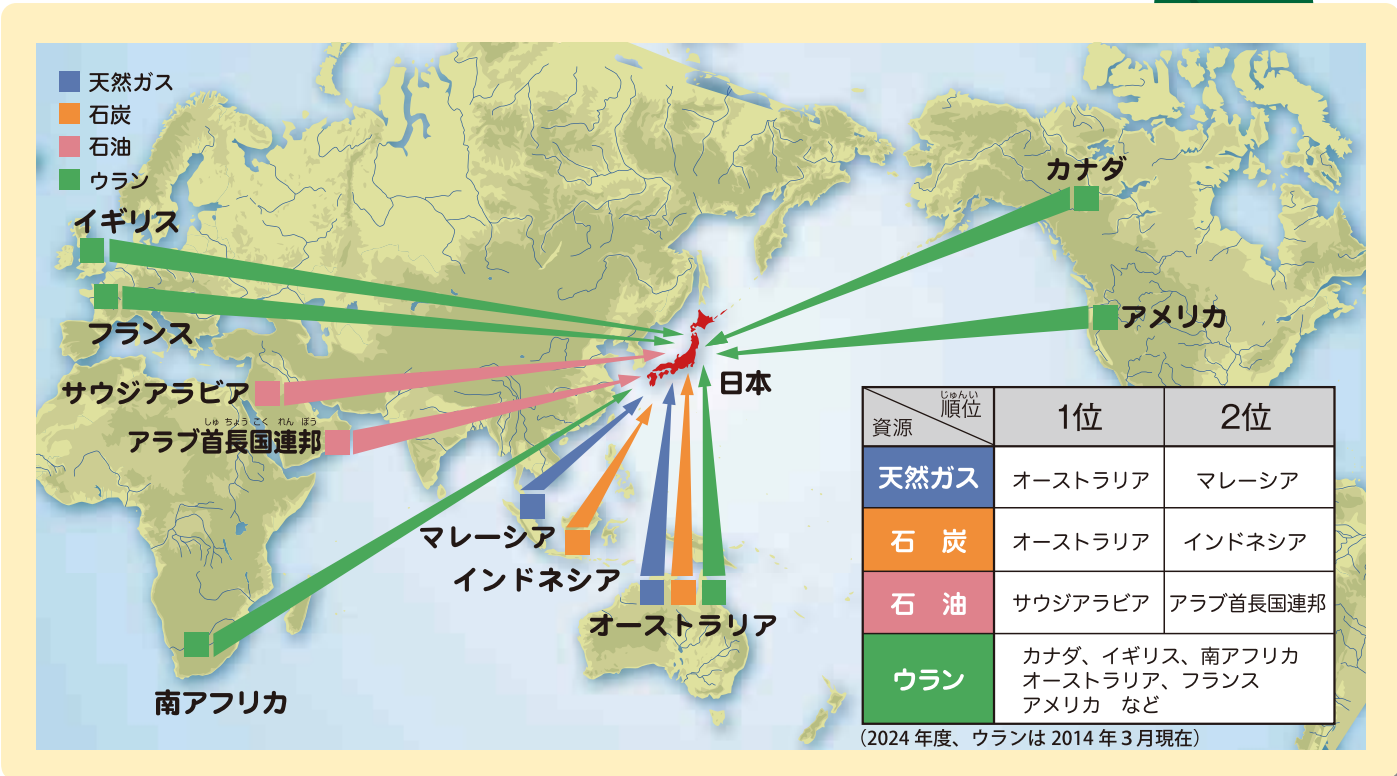 天然ガス
石炭
石油
ウラン
イギリス
フランス
サウジアラビア
しゅ ちょう こく れん ぽう
アラブ首長国連邦
南アフリカ
マレーシア
インドネシア
オーストラリア
日本
カナダ
アメリカ
じゅんい
順位
資源
1位
2位
天然ガス
オーストラリア
マレーシア
石 炭
オーストラリア
インドネシア
石 油
サウジアラビア
アラブ首長国連邦
ウラン
カナダ、イギリス、南アフリカ
オーストラリア、フランス
アメリカ など
(2024 年度、ウランは 2014 年 3 月現在)